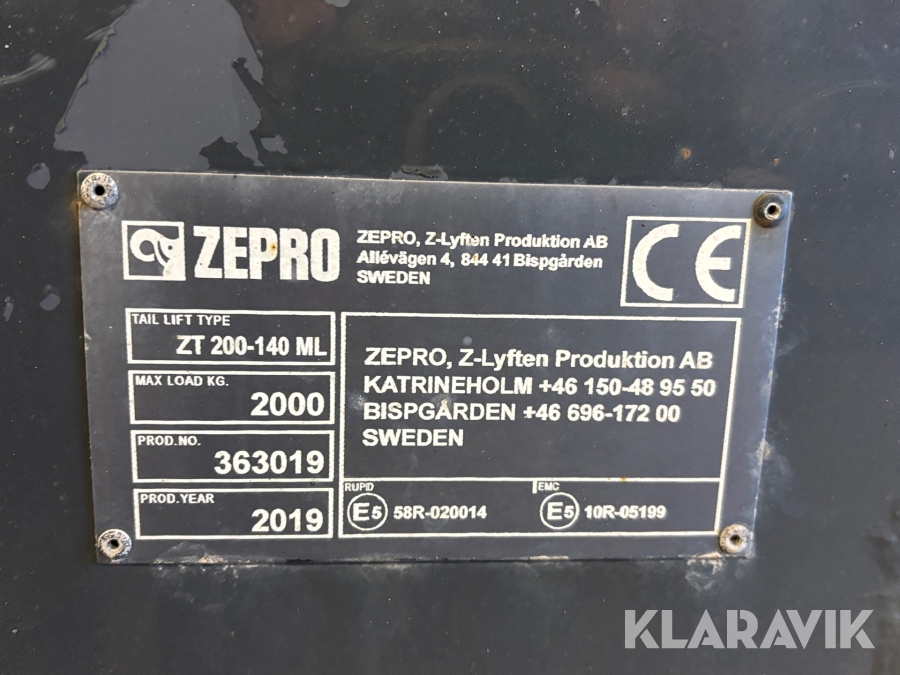 ZEPRO
ZEPRO, Z-Lyften Produktion AB
Allévägen 4, 844 41 Bispgården
SWEDEN
CE
TAIL LIFT TYPE
ZT 200-140 ML
MAX LOAD KG.
2000
PROD.NO.
363019
PROD.YEAR
2019
ZEPRO, Z-Lyften Produktion AB
KATRINEHOLM +46 150-48 95 50
BISPGÅRDEN +46 696-172 00
SWEDEN
RUPID
E5 58R-020014
EMC
E5 10R-05199
KLARAVIK